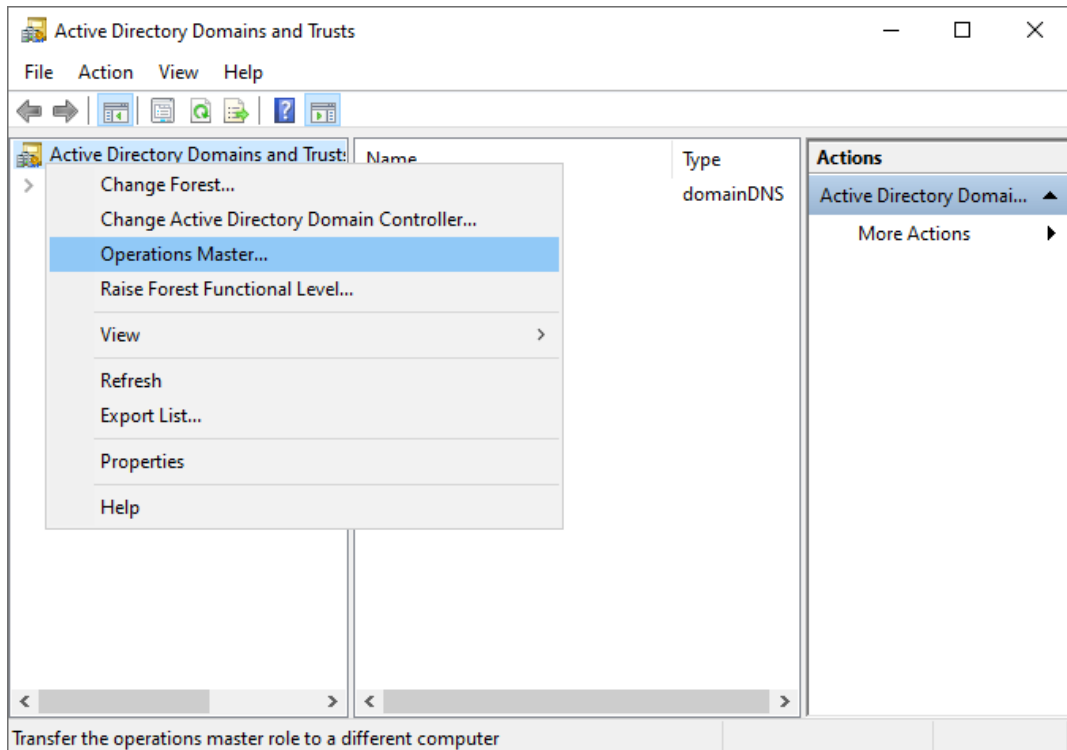 Active Directory Domains and Trusts
File Action View Help
Active Directory Domains and Trust
Name
Type
domainDNS
Actions
Active Directory Domai...
More Actions
Change Forest...
Change Active Directory Domain Controller...
Operations Master...
Raise Forest Functional Level...
View
Refresh
Export List...
Properties
Help
Transfer the operations master role to a different computer